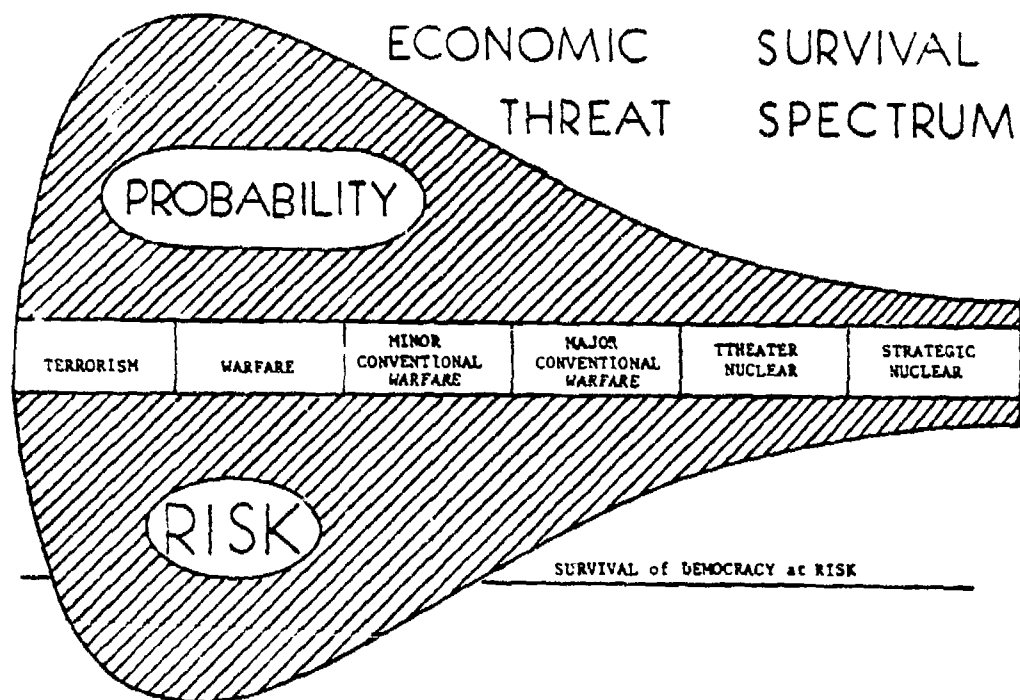 ECONOMIC SURVIVAL
THREAT SPECTRUM
PROBABILITY
TERRORISM
WARFARE
MINOR
CONVENTIONAL
WARFARE
MAJOR
CONVENTIONAL
WARFARE
TTHEATER
NUCLEAR
STRATEGIC
NUCLEAR
RISK
SURVIVAL of DEMOCRACY at RISK